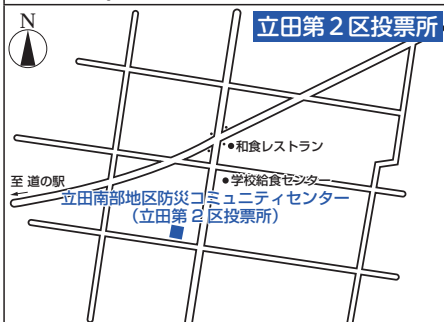 N
立田第2区投票所
●和食レストラン
至 道の駅
●学校給食センター
立田南部地区防災コミュニティセンター
(立田第2区投票所)